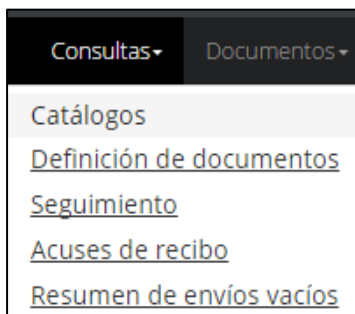 Consultas Documentos
Catálogos
Definición de documentos
Seguimiento
Acuses de recibo
Resumen de envíos vacíos